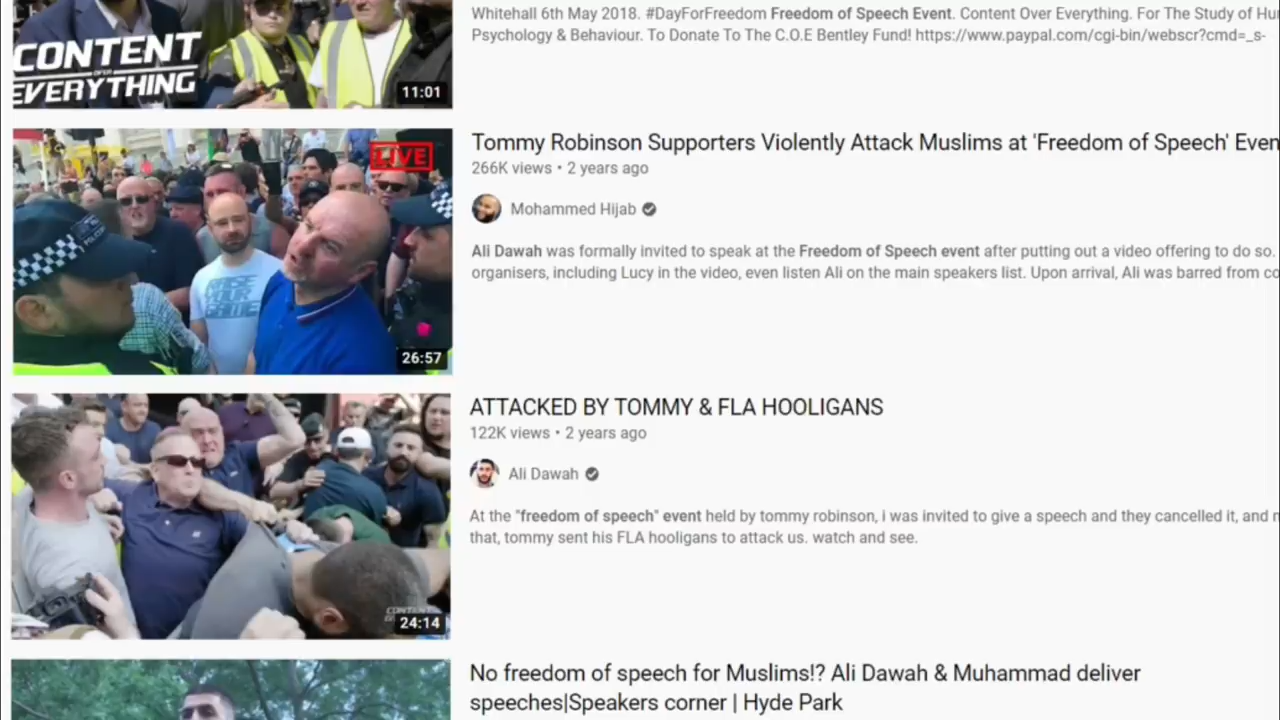 Whitehall 6th May 2018. #DayForFreedom Freedom of Speech Event. Content Over Everything. For The Study of Hu
Psychology & Behaviour. To Donate To The C.O.E Bentley Fund! https://www.paypal.com/cgi-bin/webscr?cmd=_s-
CONTENT
OVER
EVERYTHING
11:01
Tommy Robinson Supporters Violently Attack Muslims at 'Freedom of Speech' Even
266K views • 2 years ago
LIVE
Mohammed Hijab
Ali Dawah was formally invited to speak at the Freedom of Speech event after putting out a video offering to do so.
organisers, including Lucy in the video, even listen Ali on the main speakers list. Upon arrival, Ali was barred from co
26:57
ATTACKED BY TOMMY & FLA HOOLIGANS
122K views • 2 years ago
Ali Dawah
At the "freedom of speech" event held by tommy robinson, i was invited to give a speech and they cancelled it, and
that, tommy sent his FLA hooligans to attack us. watch and see.
CONTENT
24:14
No freedom of speech for Muslims!? Ali Dawah & Muhammad deliver
speeches|Speakers corner | Hyde Park